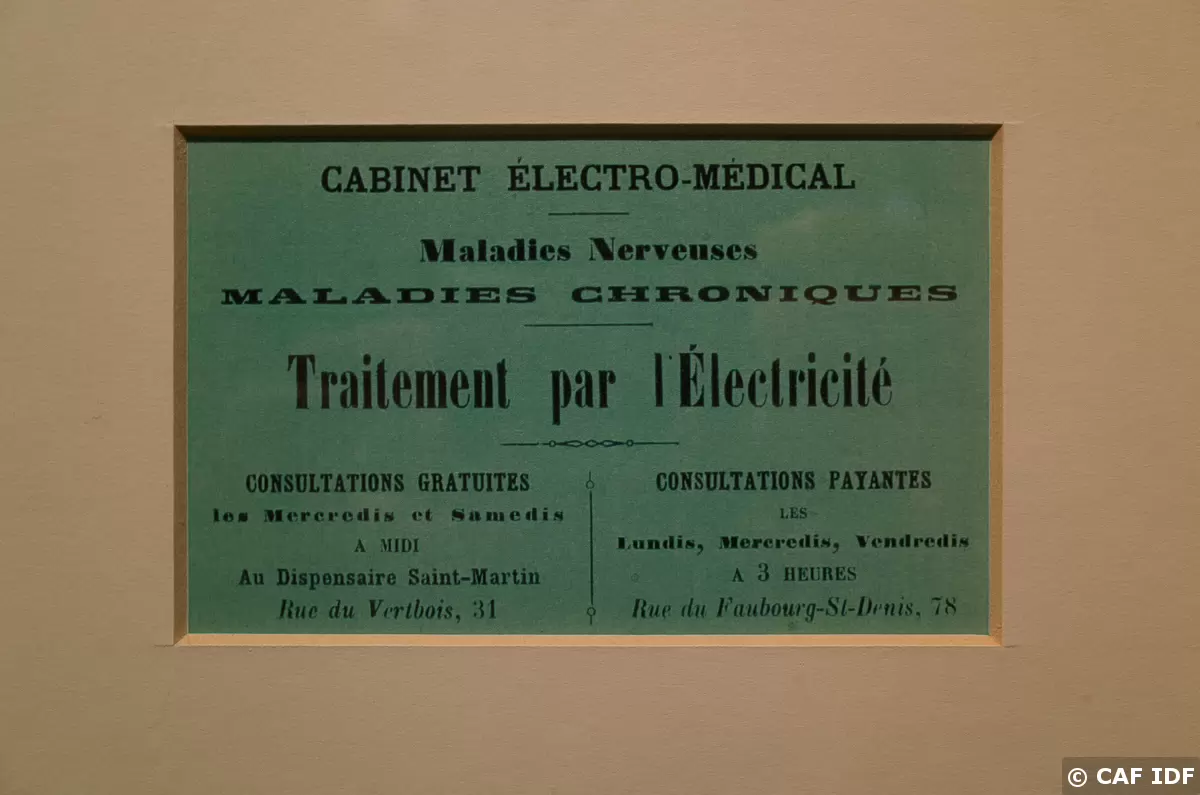 CABINET ÉLECTRO-MÉDICAL
Maladies Nerveuses
MALADIES CHRONIQUES
Traitement par l'Électricité
CONSULTATIONS GRATUITES
les Mercredis et Samedis
A MIDI
Au Dispensaire Saint-Martin
Rue du Vertbois, 31
CONSULTATIONS PAYANTES
LES
Lundis, Mercredis, Vendredis
A 3 HEURES
Rue du Faubourg-St-Denis, 78
© CAF IDF